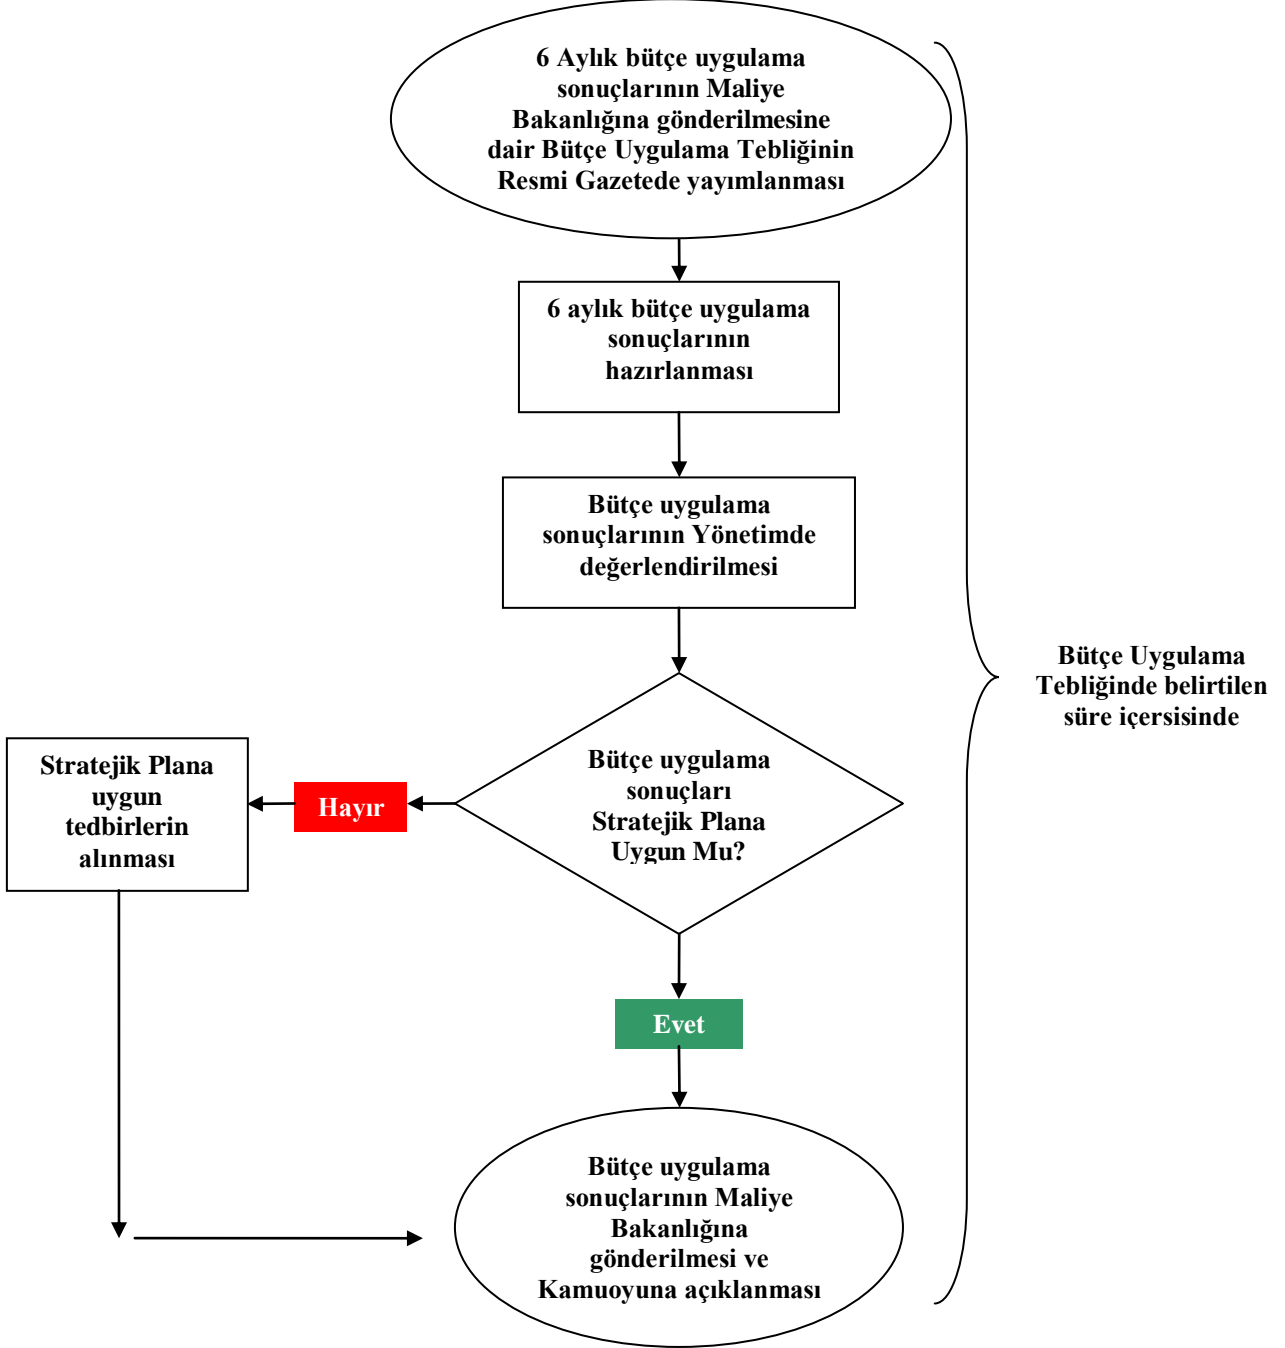 6 Aylık bütçe uygulama
sonuçlarının Maliye
Bakanlığına gönderilmesine
dair Bütçe Uygulama Tebliğinin
Resmi Gazetede yayımlanması
6 aylık bütçe uygulama
sonuçlarının
hazırlanması
Bütçe uygulama
sonuçlarının Yönetimde
değerlendirilmesi
Bütçe Uygulama
Tebliğinde belirtilen
süre içersisinde
Bütçe uygulama
sonuçları
Stratejik Plana
Uygun Mu?
Hayır
Stratejik Plana
uygun
tedbirlerin
alınması
Evet
Bütçe uygulama
sonuçlarının Maliye
Bakanlığına
gönderilmesi ve
Kamuoyuna açıklanması